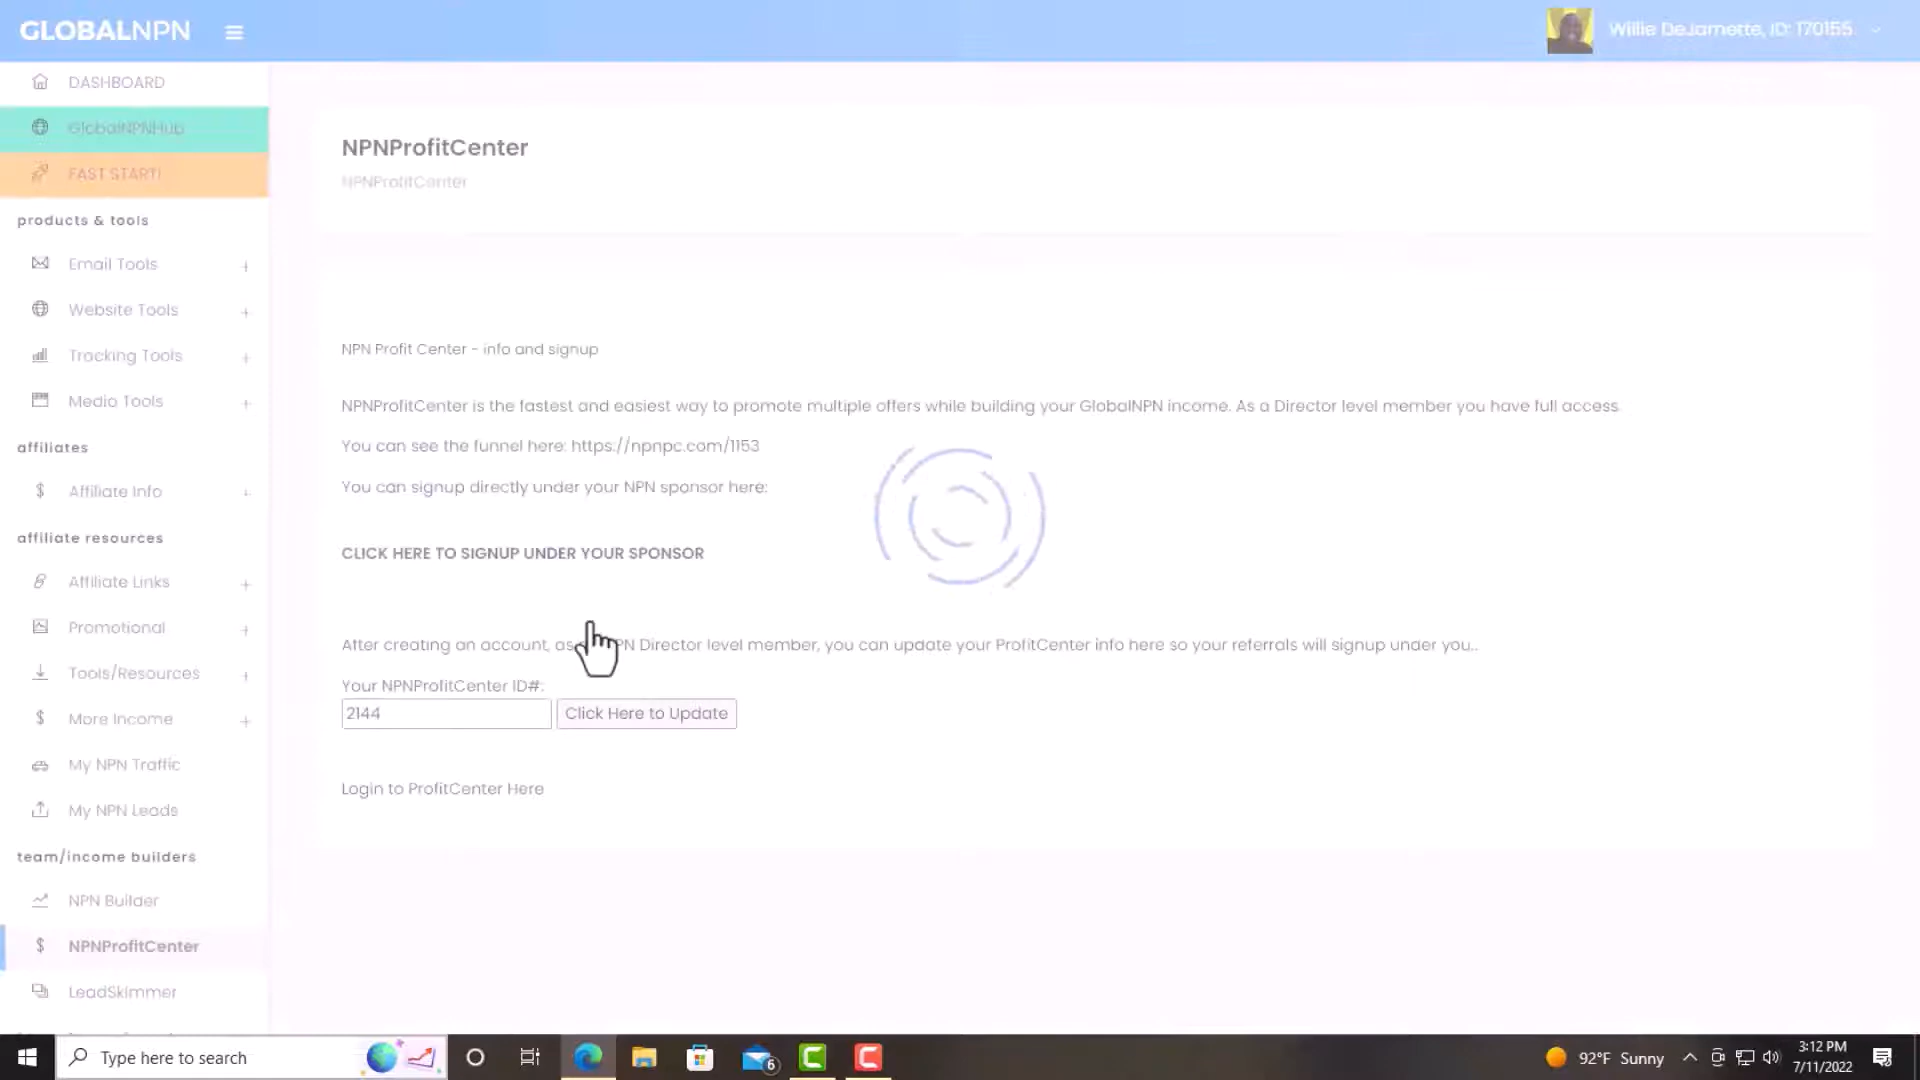 GLOBALNPN
Willie DeJarnette, ID: 170155
DASHBOARD
GlobalNPNHub
FAST START!
products & tools
Email Tools
Website Tools
Tracking Tools
Media Tools
affiliates
Affiliate Info
affiliate resources
Affiliate Links
Promotional
Tools/Resources
More Income
My NPN Traffic
My NPN Leads
team/income builders
NPN Builder
NPNProfitCenter
LeadSkimmer
NPNProfitCenter
NPNProfitCenter
NPN Profit Center - info and signup
NPNProfitCenter is the fastest and easiest way to promote multiple offers while building your GlobalNPN income. As a Director level member you have full access.
You can see the funnel here: https://npnpc.com/1153
You can signup directly under your NPN sponsor here:
CLICK HERE TO SIGNUP UNDER YOUR SPONSOR
After creating an account, as PN Director level member, you can update your ProfitCenter info here so your referrals will signup under you..
Your NPNProfitCenter ID#:
2144 Click Here to Update
Login to ProfitCenter Here
Type here to search
6
92°F Sunny
3:12 PM
7/11/2022